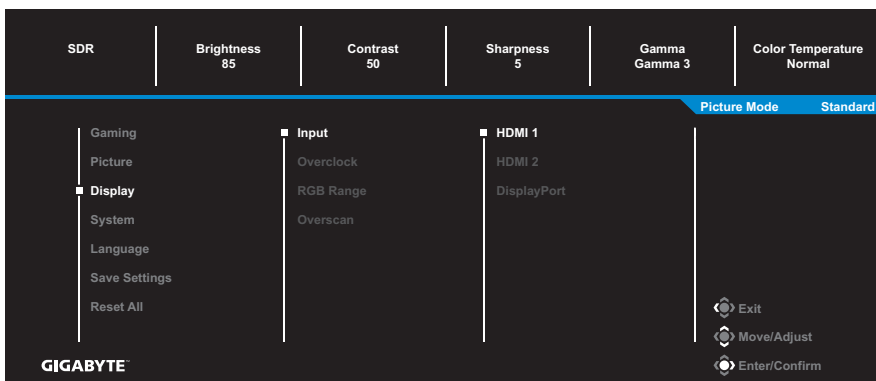 SDR
Brightness
85
Contrast
50
Sharpness
5
Gamma
Gamma 3
Color Temperature
Normal
Picture Mode Standard
Gaming
Picture
Display
System
Language
Save Settings
Reset All
Input
Overclock
RGB Range
Overscan
HDMI 1
HDMI 2
DisplayPort
Exit
Move/Adjust
Enter/Confirm
GIGABYTE™